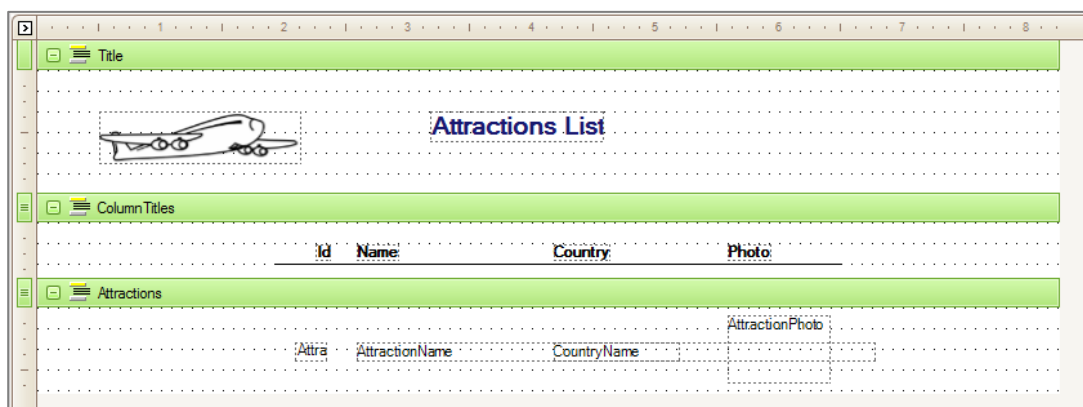 1 2 3 4 5 6 7 8
Title
Attractions List
ColumnTitles
Id Name Country Photo
Attractions
AttractionPhoto
Attra AttractionName CountryName